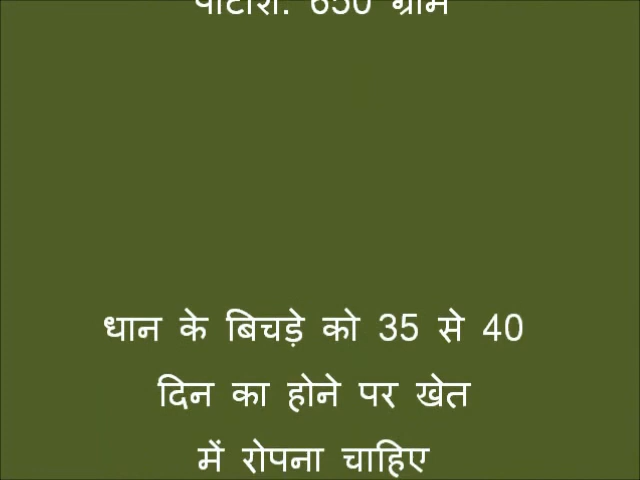 पोटाश: 650 ग्राम
धान के बिचड़े को 35 से 40
दिन का होने पर खेत
में रोपना चाहिए